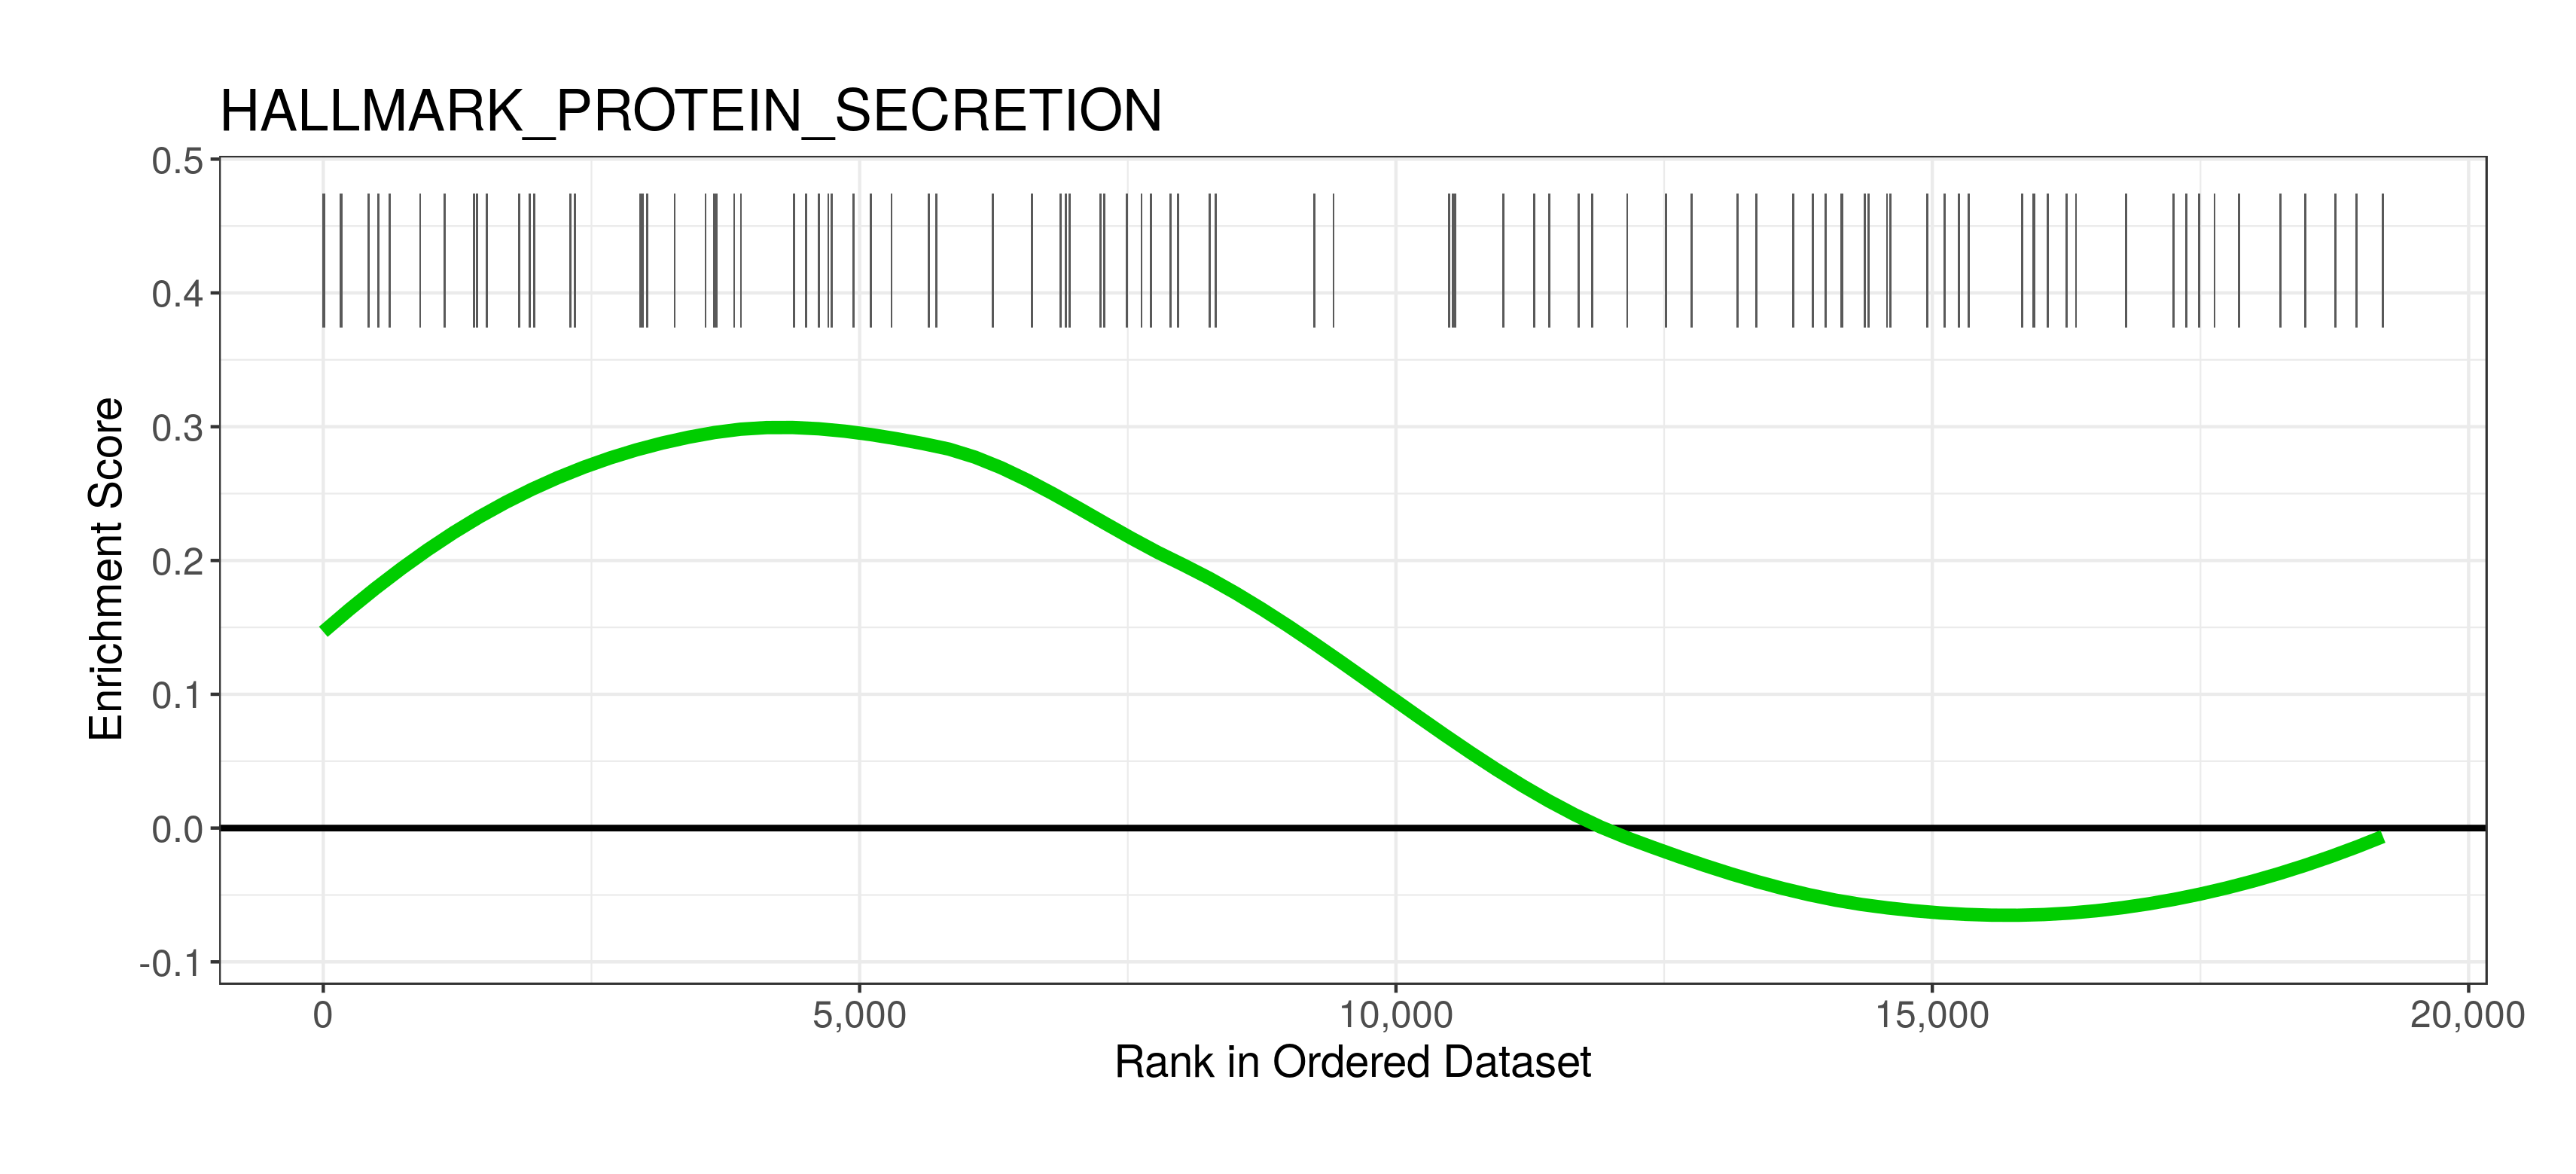 HALLMARK_PROTEIN_SECRETION
0.5
0.4
0.3
0.2
0.1
0.0
-0.1
Enrichment Score
0 5,000 10,000 15,000 20,000
Rank in Ordered Dataset